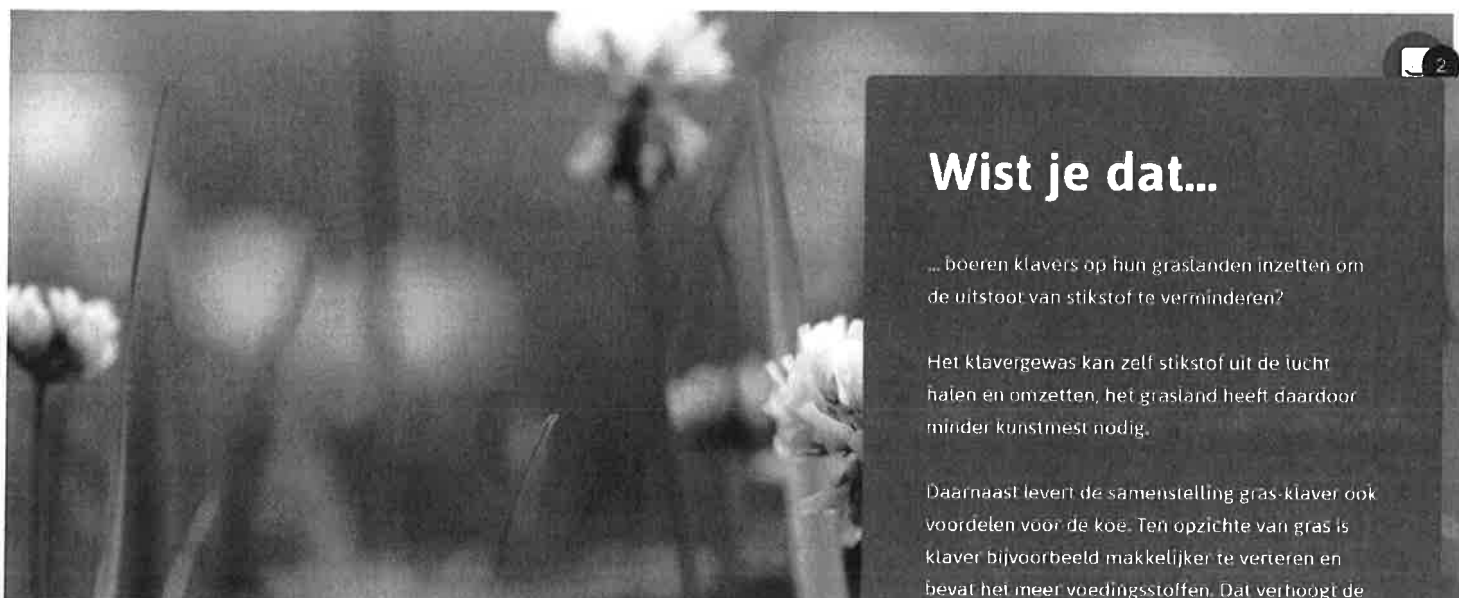 2
Wist je dat...
... boeren klavers op hun graslanden inzetten om
de uitstoot van stikstof te verminderen?
Het klavergewas kan zelf stikstof uit de lucht
halen en omzetten, het grasland heeft daardoor
minder kunstmest nodig.
Daarnaast levert de samenstelling gras-klaver ook
voordelen voor de koe. Ten opzichte van gras is
klaver bijvoorbeeld makkelijker te verteren en
bevat het meer voedingsstoffen. Dat verhoogt de